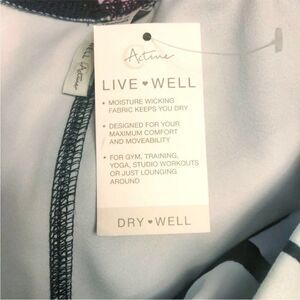 Active
LIVE ♥ WELL
• MOISTURE WICKING
FABRIC KEEPS YOU DRY
• DESIGNED FOR YOUR
MAXIMUM COMFORT
AND MOVEABILITY
• FOR GYM, TRAINING,
YOGA, STUDIO WORKOUTS
OR JUST LOUNGING
AROUND
DRY ♥ WELL
Active